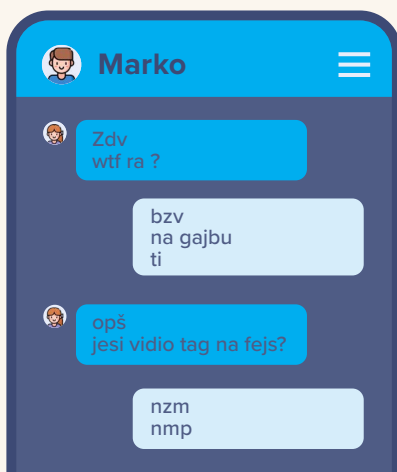 Marko
Zdv
wtf ra ?
bzv
na gajbu
ti
opš
jesi vidio tag na fejs?
nzm
nmp